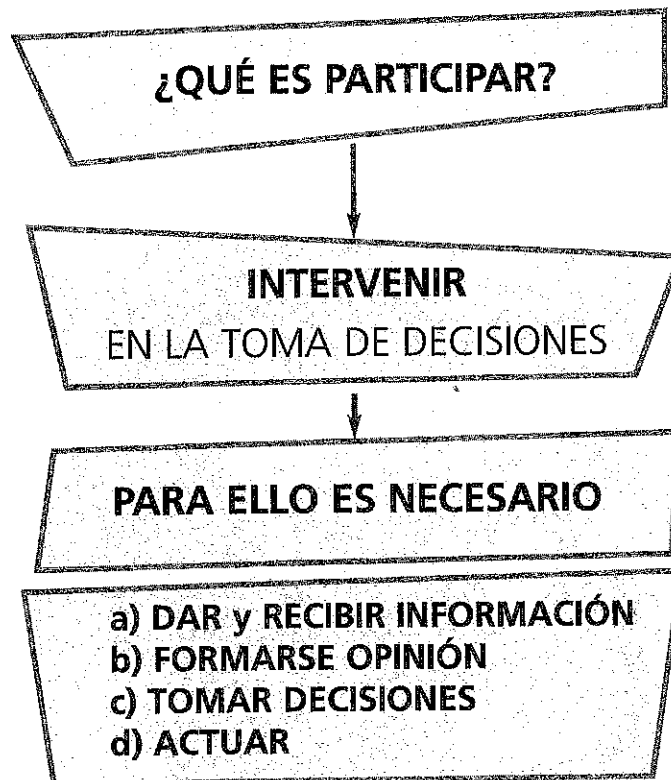 ¿QUÉ ES PARTICIPAR?
INTERVENIR
EN LA TOMA DE DECISIONES
PARA ELLO ES NECESARIO
a) DAR y RECIBIR INFORMACIÓN
b) FORMARSE OPINIÓN
c) TOMAR DECISIONES
d) ACTUAR